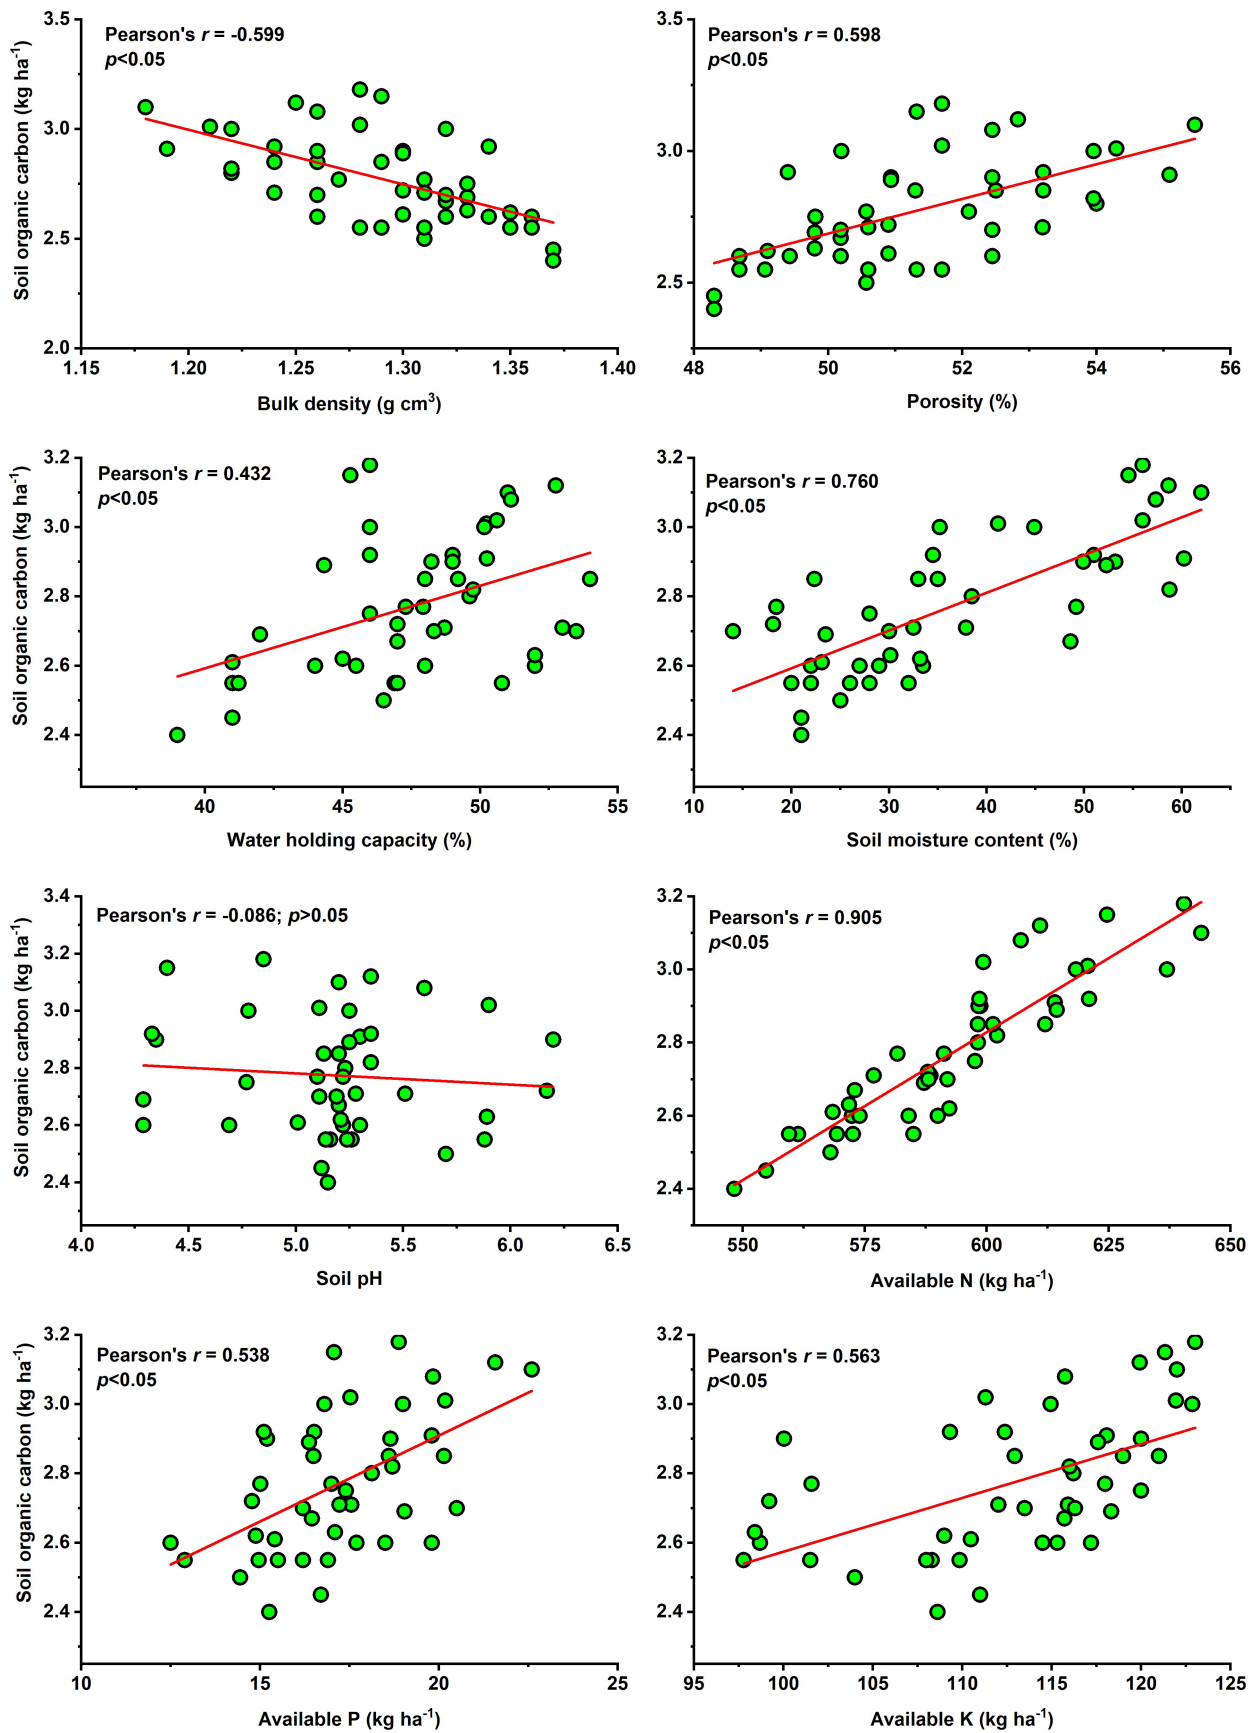 Pearson's r = -0.599
p<0.05
3.5
3.0
2.5
2.0
Soil organic carbon (kg ha-1)
1.15 1.20 1.25 1.30 1.35 1.40
Bulk density (g cm3)
Pearson's r = 0.598
p<0.05
3.5
3.0
2.5
48 50 52 54 56
Porosity (%)
Pearson's r = 0.432
p<0.05
3.2
3.0
2.8
2.6
2.4
Soil organic carbon (kg ha-1)
40 45 50 55
Water holding capacity (%)
Pearson's r = 0.760
p<0.05
3.2
3.0
2.8
2.6
2.4
10 20 30 40 50 60
Soil moisture content (%)
Pearson's r = -0.086; p>0.05
3.4
3.2
3.0
2.8
2.6
2.4
Soil organic carbon (kg ha-1)
4.0 4.5 5.0 5.5 6.0 6.5
Soil pH
Pearson's r = 0.905
p<0.05
3.2
3.0
2.8
2.6
2.4
550 575 600 625 650
Available N (kg ha-1)
Pearson's r = 0.538
p<0.05
3.2
3.0
2.8
2.6
2.4
Soil organic carbon (kg ha-1)
10 15 20 25
Available P (kg ha-1)
Pearson's r = 0.563
p<0.05
3.2
3.0
2.8
2.6
2.4
95 100 105 110 115 120 125
Available K (kg ha-1)